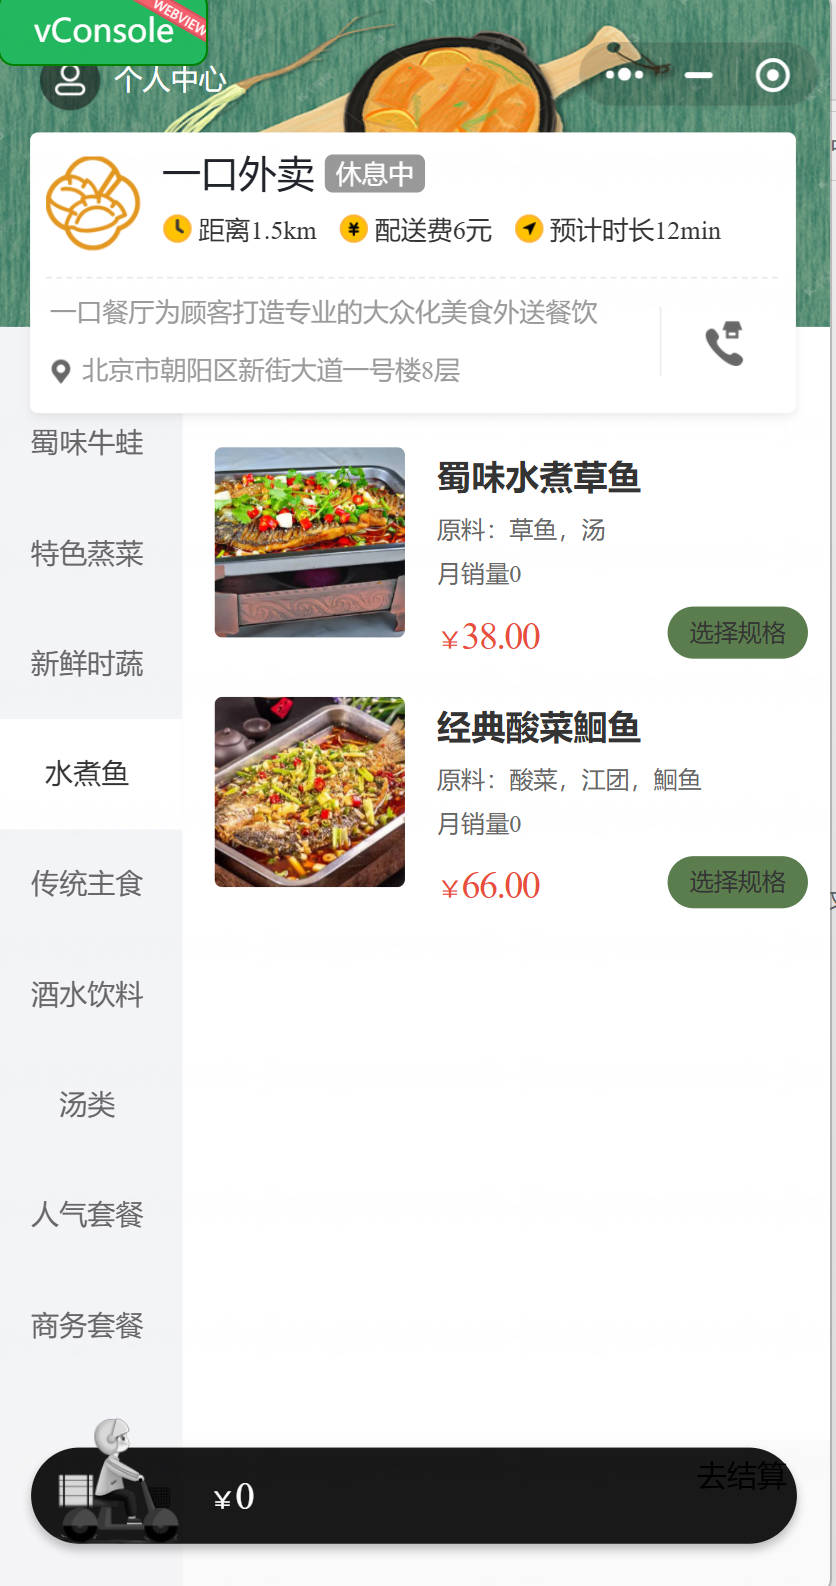 vConsole
WEBVIEW
个人中心
一口外卖 休息中
距离1.5km 配送费6元 预计时长12min
一口餐厅为顾客打造专业的大众化美食外送餐饮
北京市朝阳区新街大道一号楼8层
蜀味牛蛙
特色蒸菜
新鲜时蔬
水煮鱼
传统主食
酒水饮料
汤类
人气套餐
商务套餐
蜀味水煮草鱼
原料：草鱼，汤
月销量0
￥38.00 选择规格
经典酸菜鮰鱼
原料：酸菜，江团，鮰鱼
月销量0
￥66.00 选择规格
￥0 去结算